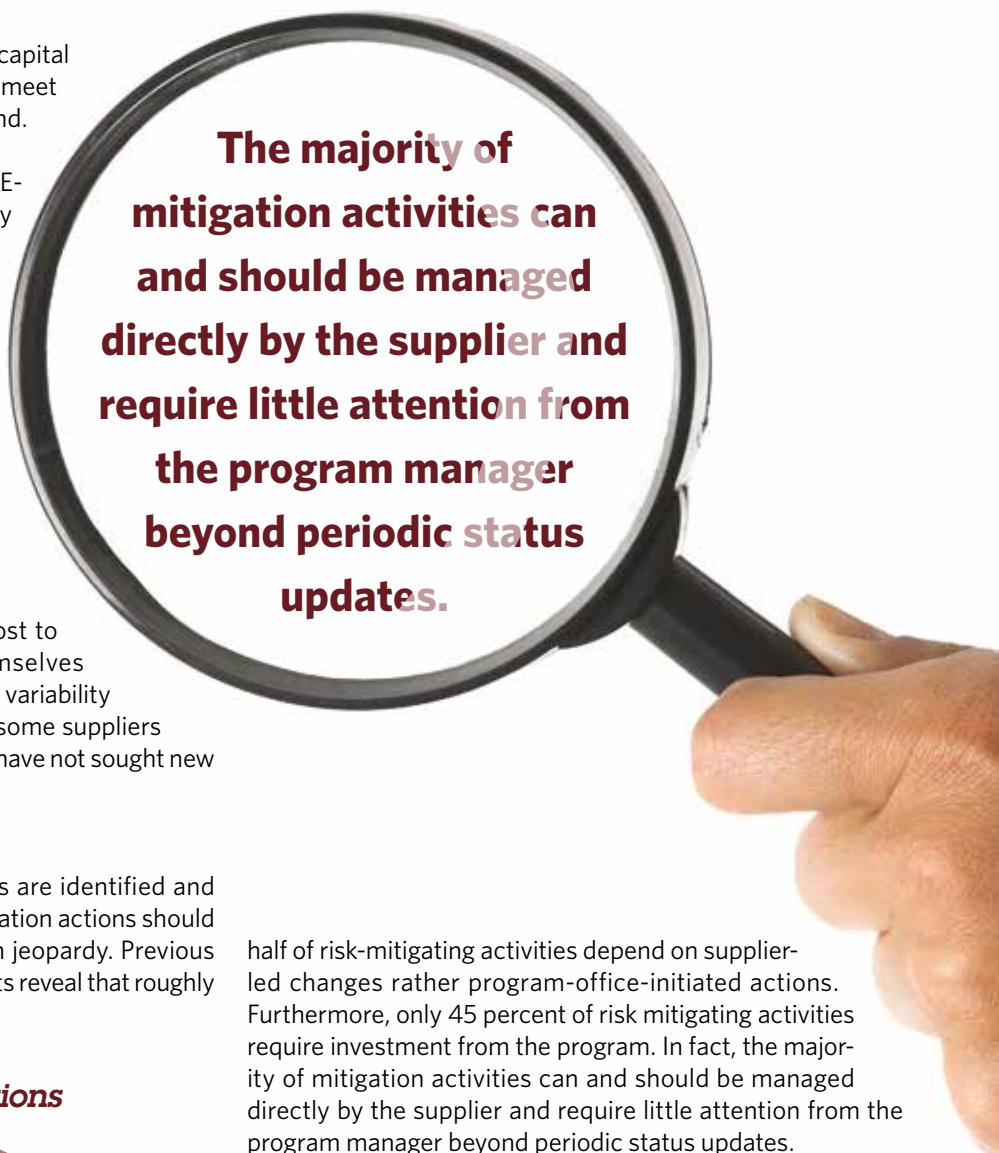 capital
meet
nd.
E-
y
The majority of
mitigation activities can
and should be managed
directly by the supplier and
require little attention from
the program manager
beyond periodic status
updates.
ost to
mselves
variability
some suppliers
have not sought new
s are identified and
ation actions should
n jeopardy. Previous
ts reveal that roughly
ions
half of risk-mitigating activities depend on supplier-
led changes rather program-office-initiated actions.
Furthermore, only 45 percent of risk mitigating activities
require investment from the program. In fact, the major-
ity of mitigation activities can and should be managed
directly by the supplier and require little attention from the
program manager beyond periodic status updates.